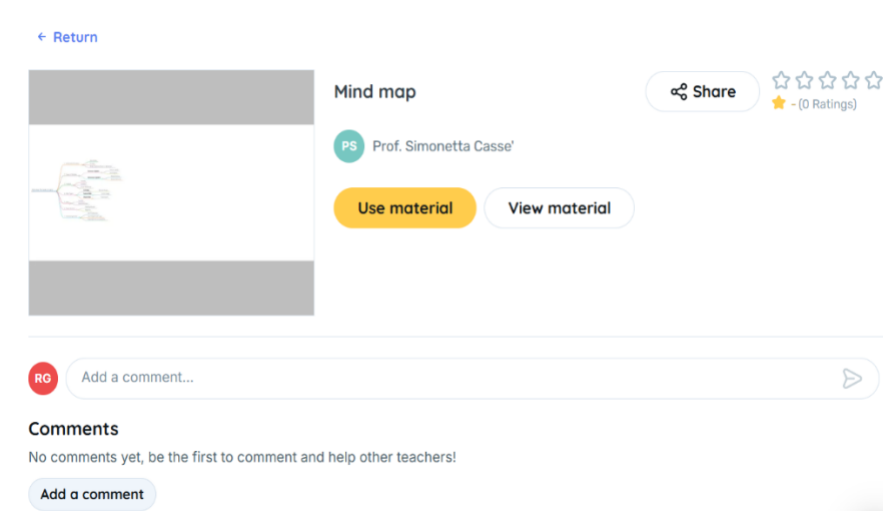 ← Return
Mind map
Share
- (0 Ratings)
PS
Prof. Simonetta Casse'
Use material
View material
RG
Add a comment...
Comments
No comments yet, be the first to comment and help other teachers!
Add a comment